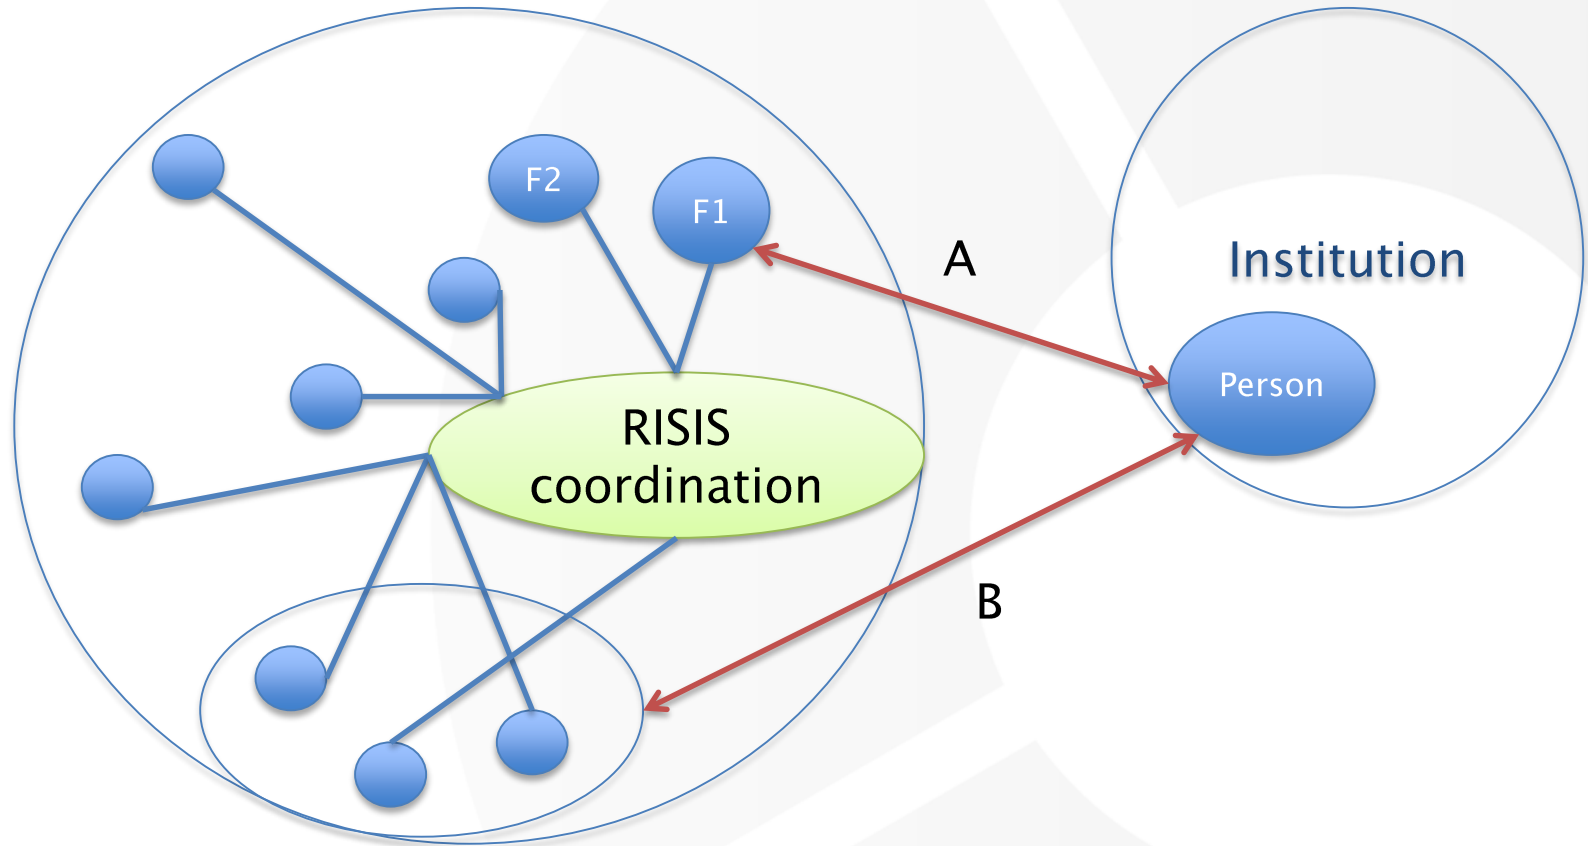 F2
F1
A
Institution
Person
RISIS
coordination
B